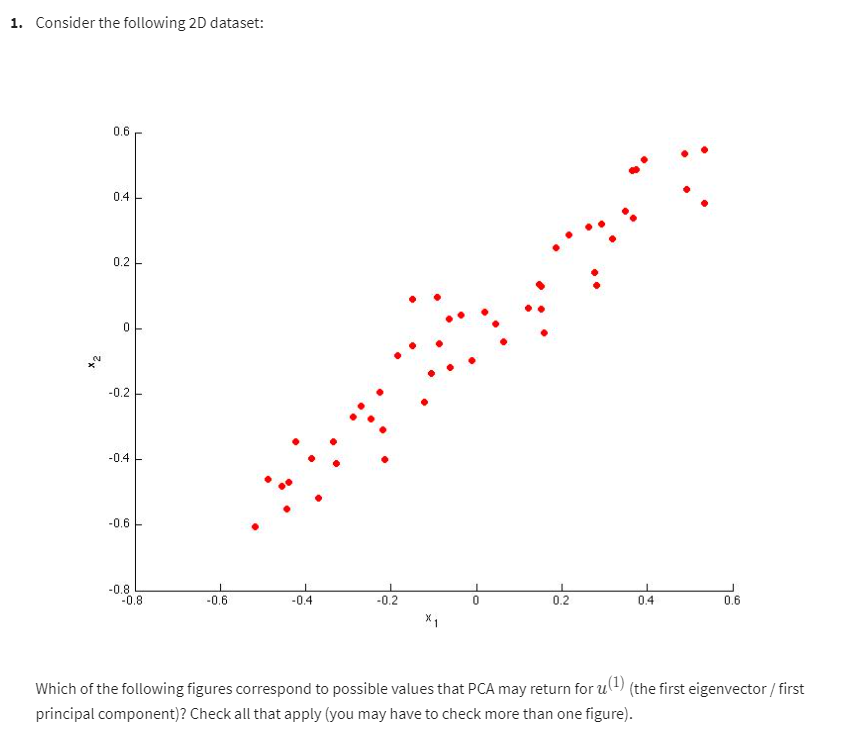 1. Consider the following 2D dataset:
0.6
0.4
0.2
0
-0.2
-0.4
-0.6
-0.8
x2
-0.8 -0.6 -0.4 -0.2 0 0.2 0.4 0.6
x1
Which of the following figures correspond to possible values that PCA may return for u(1) (the first eigenvector / first
principal component)? Check all that apply (you may have to check more than one figure).